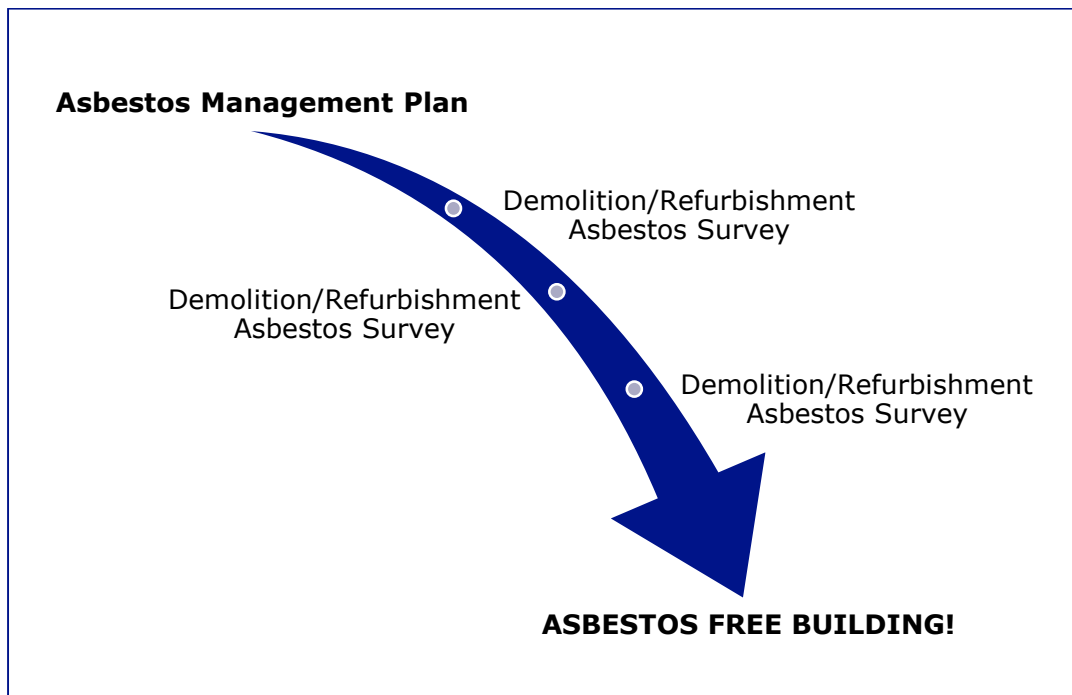 Asbestos Management Plan
Demolition/Refurbishment
Asbestos Survey
Demolition/Refurbishment
Asbestos Survey
Demolition/Refurbishment
Asbestos Survey
ASBESTOS FREE BUILDING!